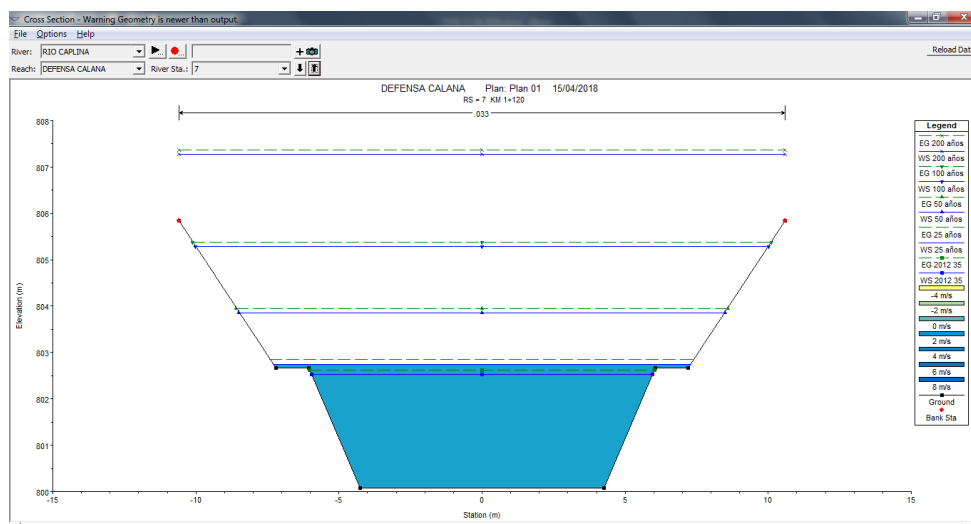 Cross Section - Warning Geometry is newer than output.
File Options Help
River: RIO CAPLINA
Reload Dat
Reach: DEFENSA CALANA River Sta.: 7
DEFENSA CALANA Plan: Plan 01 15/04/2018
RS = 7 KM 1+120
.033
808
807
806
805
804
803
802
801
800
Elevation (m)
-15 -10 -5 0 5 10 15
Station (m)
Legend
EG 200 años
WS 200 años
EG 100 años
WS 100 años
EG 50 años
WS 50 años
EG 25 años
WS 25 años
EG 2012 35
WS 2012 35
-4 m/s
-2 m/s
0 m/s
2 m/s
4 m/s
6 m/s
8 m/s
Ground
Bank Sta